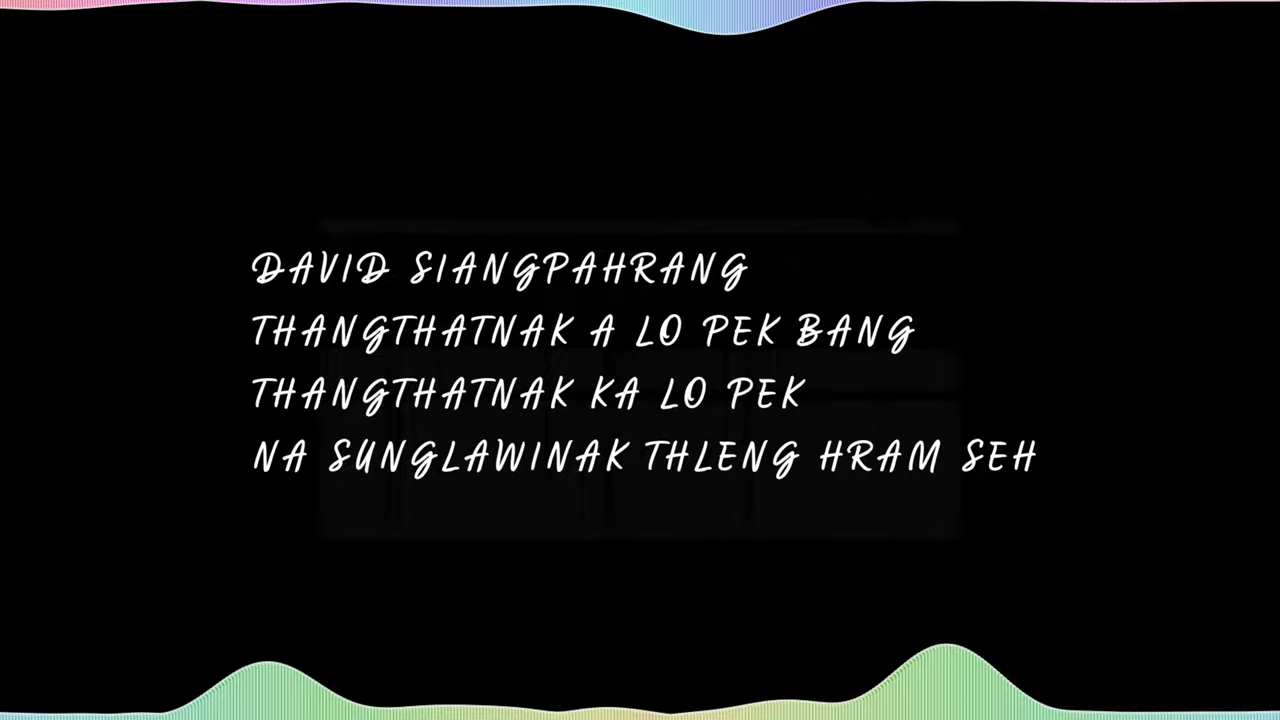 DAVID SIANGPAHRANG
THANGTHATNAK A LO PEK BANG
THANGTHATNAK KA LO PEK
NA SUNGLAWINAK THLENG HRAM SEH